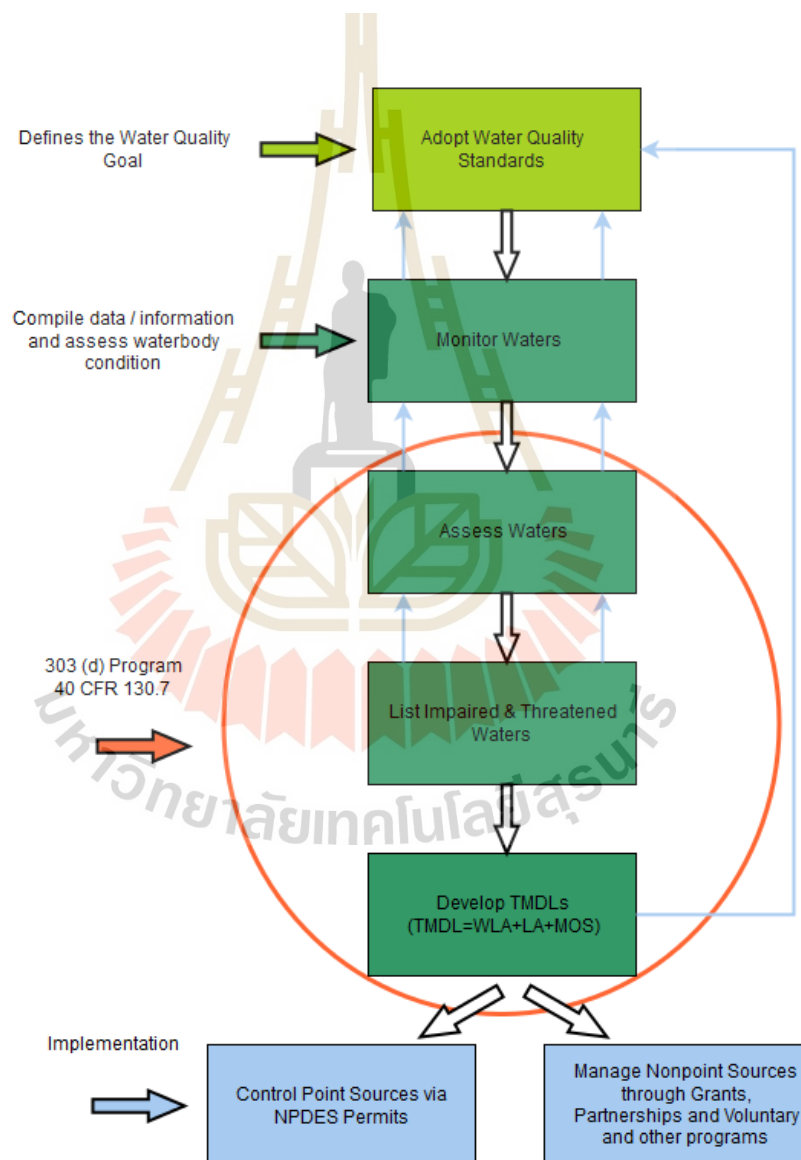 Defines the Water Quality
Goal
Adopt Water Quality
Standards
Compile data / information
and assess waterbody
condition
Monitor Waters
Assess Waters
303 (d) Program
40 CFR 130.7
List Impaired & Threatened
Waters
มหาวิทยาลัยเทคโนโลยีสุรนารี
Develop TMDLs
(TMDL=WLA+LA+MOS)
Implementation
Control Point Sources via
NPDES Permits
Manage Nonpoint Sources
through Grants,
Partnerships and Voluntary
and other programs